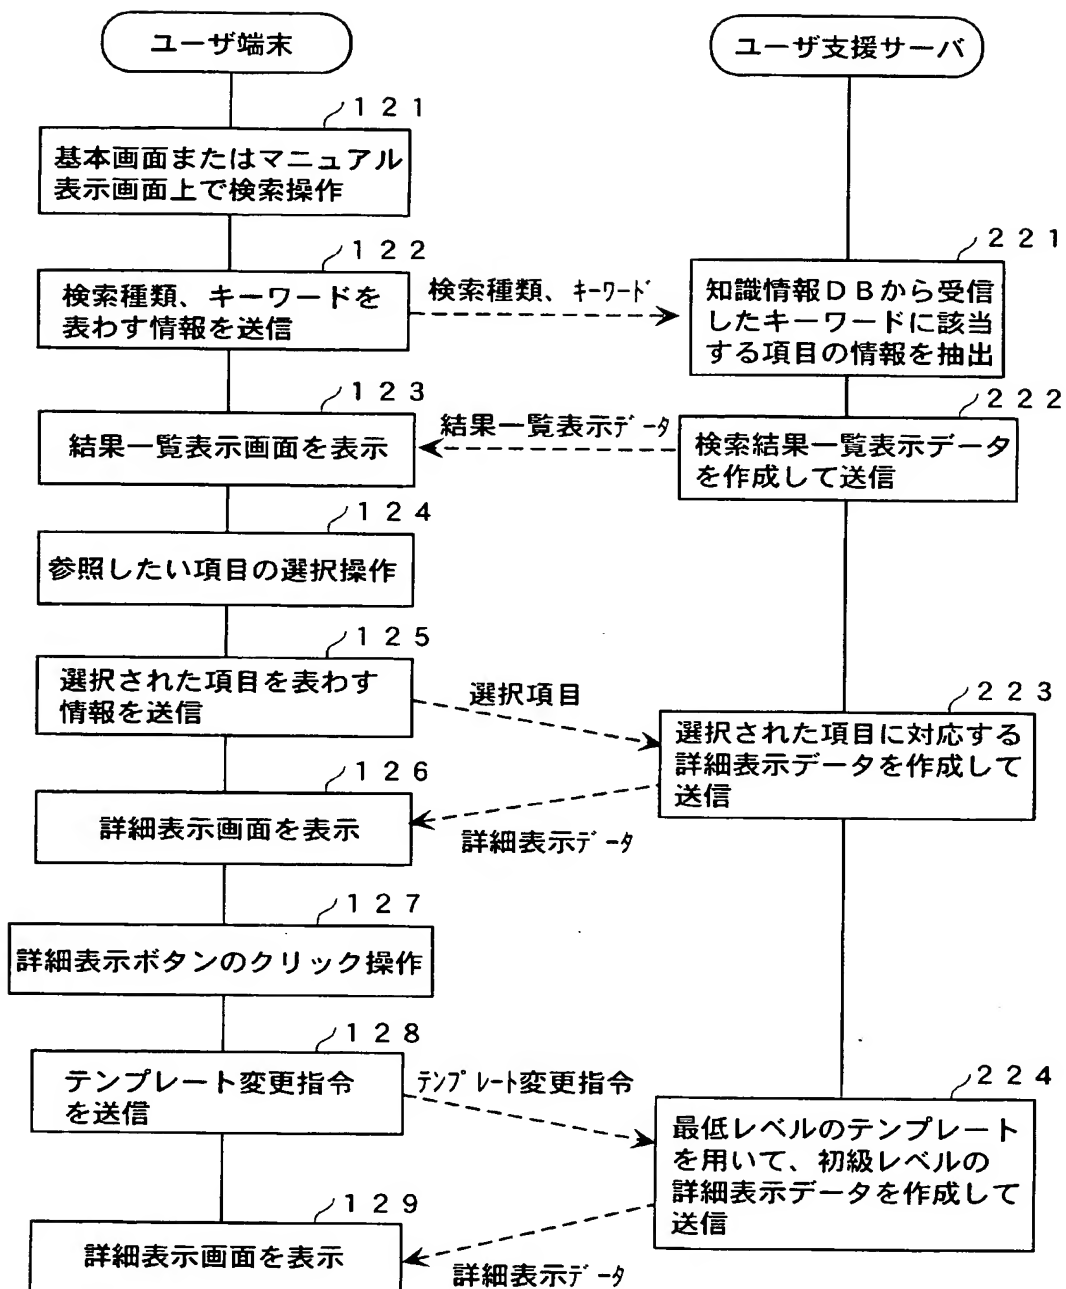 ユーザ端末
ユーザ支援サーバ
121
基本画面またはマニュアル
表示画面上で検索操作
122
検索種類、キーワードを
表わす情報を送信
検索種類、ｷｰﾜｰﾄﾞ
221
知識情報DBから受信
したキーワードに該当
する項目の情報を抽出
123
結果一覧表示画面を表示
結果一覧表示ﾃﾞｰﾀ
222
検索結果一覧表示データ
を作成して送信
124
参照したい項目の選択操作
125
選択された項目を表わす
情報を送信
選択項目
223
選択された項目に対応する
詳細表示データを作成して
送信
126
詳細表示画面を表示
詳細表示ﾃﾞｰﾀ
127
詳細表示ボタンのクリック操作
128
テンプレート変更指令
を送信
ﾃﾝﾌﾟﾚｰﾄ変更指令
224
最低レベルのテンプレート
を用いて、初級レベルの
詳細表示データを作成して
送信
129
詳細表示画面を表示
詳細表示ﾃﾞｰﾀ